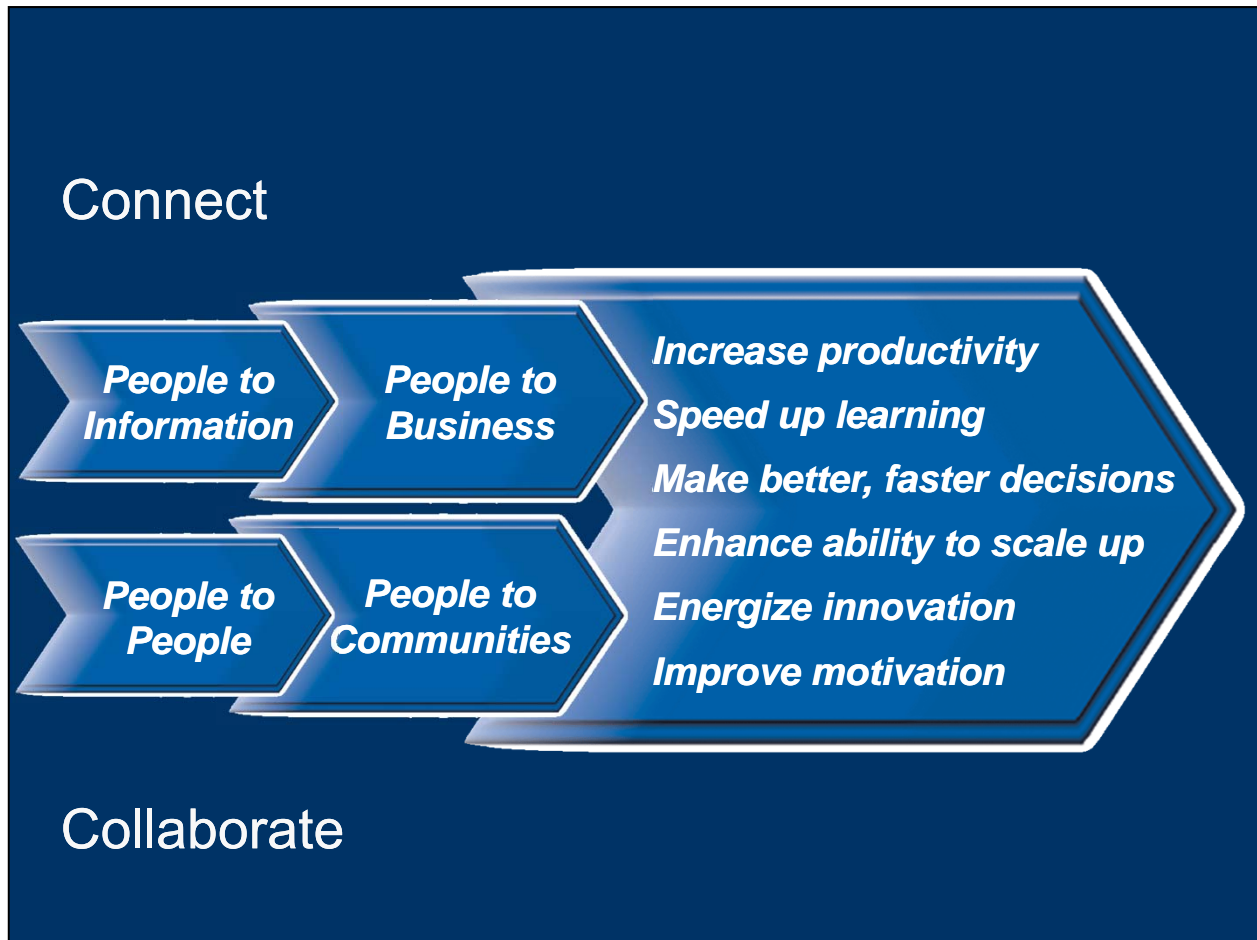 Connect
People to
Information
People to
Business
People to
People
People to
Communities
Increase productivity
Speed up learning
Make better, faster decisions
Enhance ability to scale up
Energize innovation
Improve motivation
Collaborate